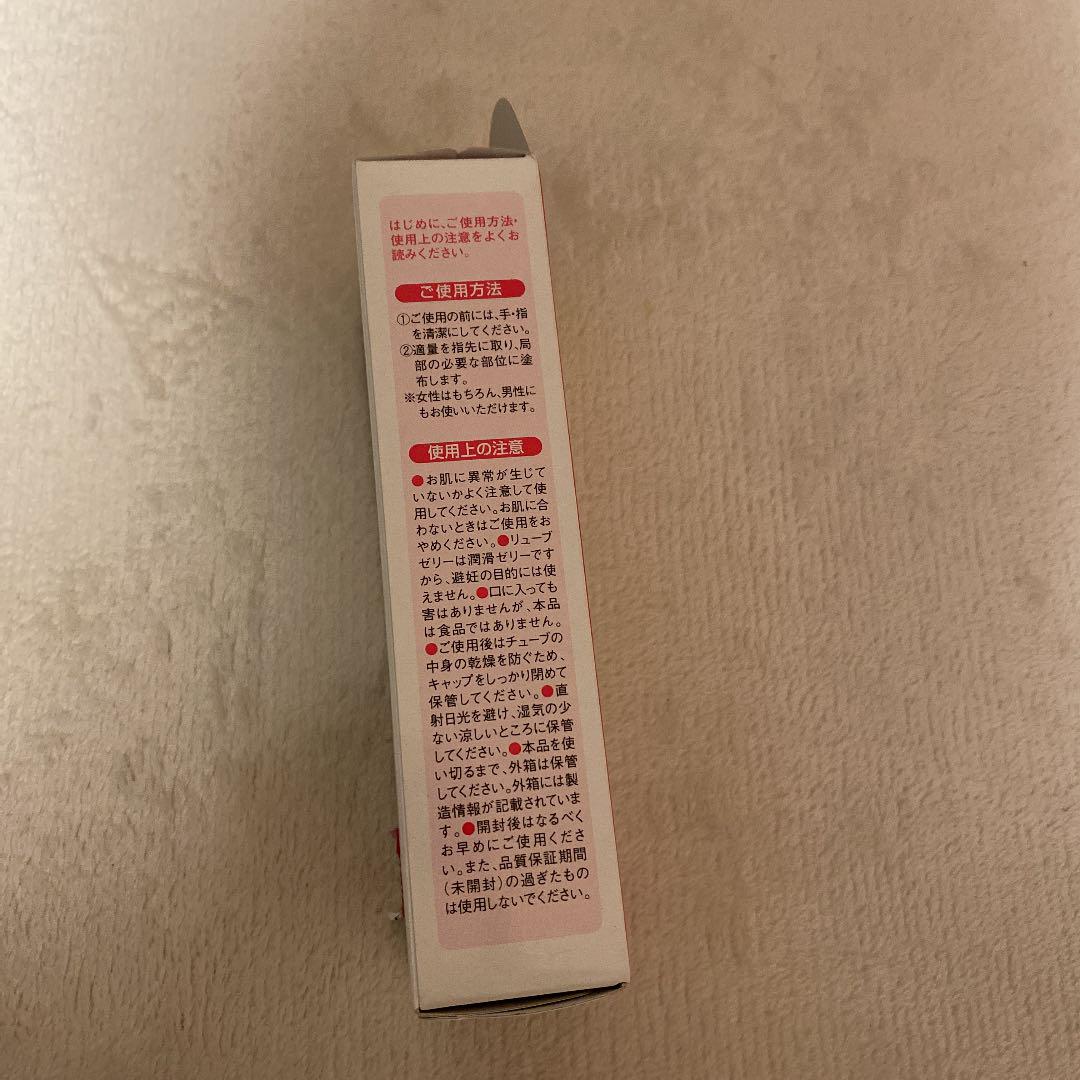 はじめに、ご使用方法・
使用上の注意をよくお
読みください。
ご使用方法
①ご使用の前には、手・指
を清潔にしてください。
②適量を指先に取り、局
部の必要な部位に塗
布します。
※女性はもちろん、男性に
もお使いいただけます。
使用上の注意
●お肌に異常が生じて
いないかよく注意して使
用してください。お肌に合
わないときはご使用をお
やめください。●リューブ
ゼリーは潤滑ゼリーです
から、避妊の目的には使
えません。●口に入っても
害はありませんが、本品
は食品ではありません。
●ご使用後はチューブの
中身の乾燥を防ぐため、
キャップをしっかり閉めて
保管してください。●直
射日光を避け、湿気の少
ない涼しいところに保管
してください。●本品を使
い切るまで、外箱は保管
してください。外箱には製
造情報が記載されていま
す。●開封後はなるべく
お早めにご使用くださ
い。また、品質保証期間
（未開封）の過ぎたもの
は使用しないでください。